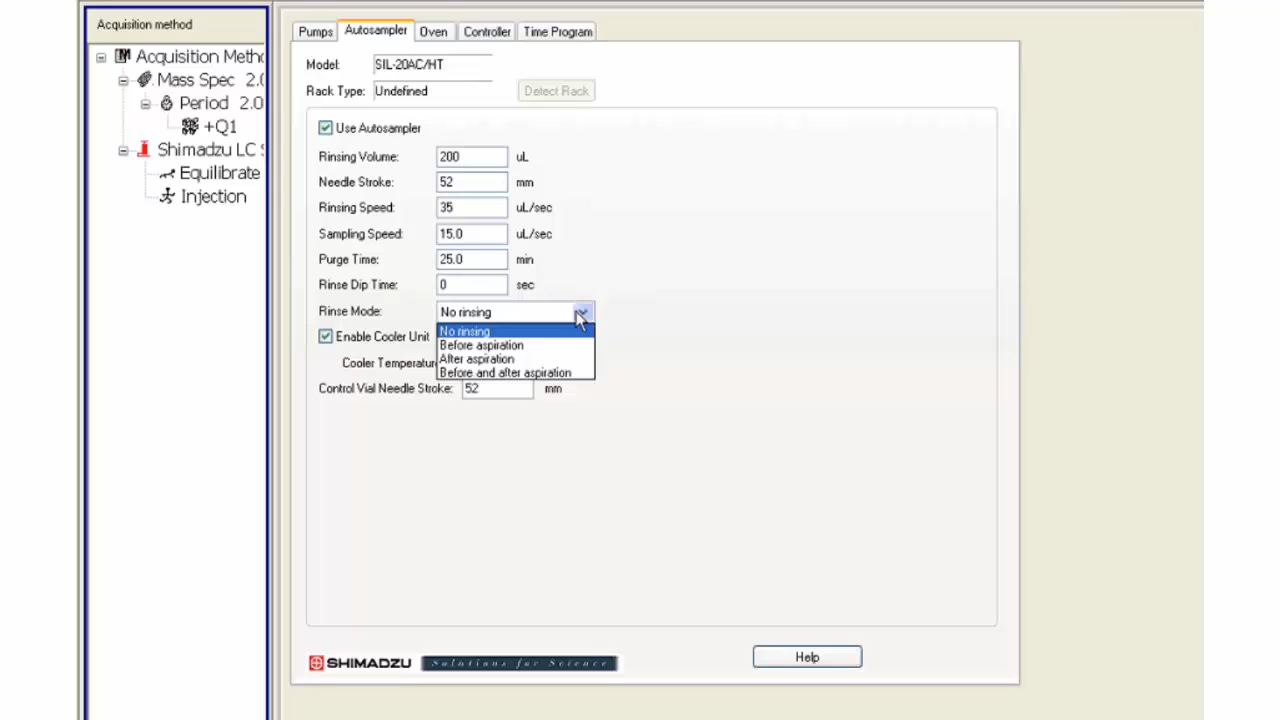 Acquisition method
Acquisition Metho
Mass Spec 2.0
Period 2.0
+Q1
Shimadzu LC S
Equilibrate
Injection
Pumps Autosampler Oven Controller Time Program
Model: SIL-20AC/HT
Rack Type: Undefined Detect Rack
Use Autosampler
Rinsing Volume: 200 uL
Needle Stroke: 52 mm
Rinsing Speed: 35 uL/sec
Sampling Speed: 15.0 uL/sec
Purge Time: 25.0 min
Rinse Dip Time: 0 sec
Rinse Mode: No rinsing
No rinsing
Before aspiration
After aspiration
Before and after aspiration
Enable Cooler Unit
Cooler Temperature
Control Vial Needle Stroke: 52 mm
SHIMADZU Solutions for Science
Help